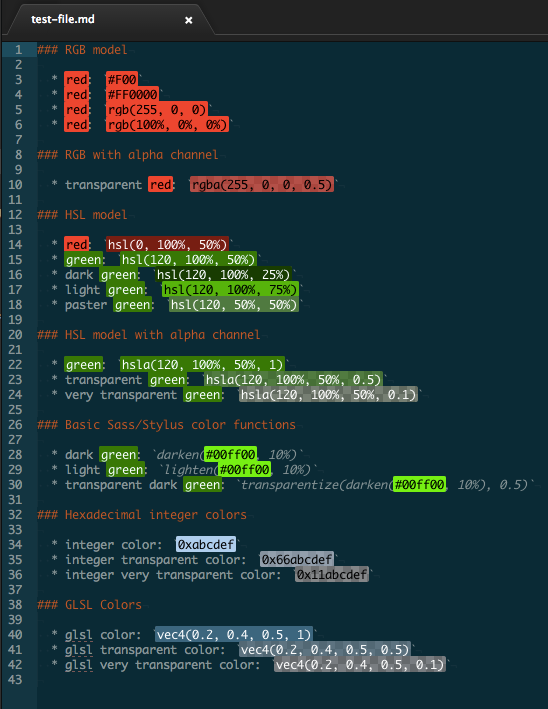 test-file.md ×
1 ### RGB model
2
3 * red: `#F00`
4 * red: `#FF0000`
5 * red: `rgb(255, 0, 0)`
6 * red: `rgb(100%, 0%, 0%)`
7
8 ### RGB with alpha channel
9
10 * transparent red: `rgba(255, 0, 0, 0.5)`
11
12 ### HSL model
13
14 * red: `hsl(0, 100%, 50%)`
15 * green: `hsl(120, 100%, 50%)`
16 * dark green: `hsl(120, 100%, 25%)`
17 * light green: `hsl(120, 100%, 75%)`
18 * paster green: `hsl(120, 50%, 50%)`
19
20 ### HSL model with alpha channel
21
22 * green: `hsla(120, 100%, 50%, 1)`
23 * transparent green: `hsla(120, 100%, 50%, 0.5)`
24 * very transparent green: `hsla(120, 100%, 50%, 0.1)`
25
26 ### Basic Sass/Stylus color functions
27
28 * dark green: `darken(#00ff00, 10%)`
29 * light green: `lighten(#00ff00, 10%)`
30 * transparent dark green: `transparentize(darken(#00ff00, 10%), 0.5)`
31
32 ### Hexadecimal integer colors
33
34 * integer color: `0xabcdef`
35 * integer transparent color: `0x66abcdef`
36 * integer very transparent color: `0x11abcdef`
37
38 ### GLSL Colors
39
40 * glsl color: `vec4(0.2, 0.4, 0.5, 1)`
41 * glsl transparent color: `vec4(0.2, 0.4, 0.5, 0.5)`
42 * glsl very transparent color: `vec4(0.2, 0.4, 0.5, 0.1)`
43